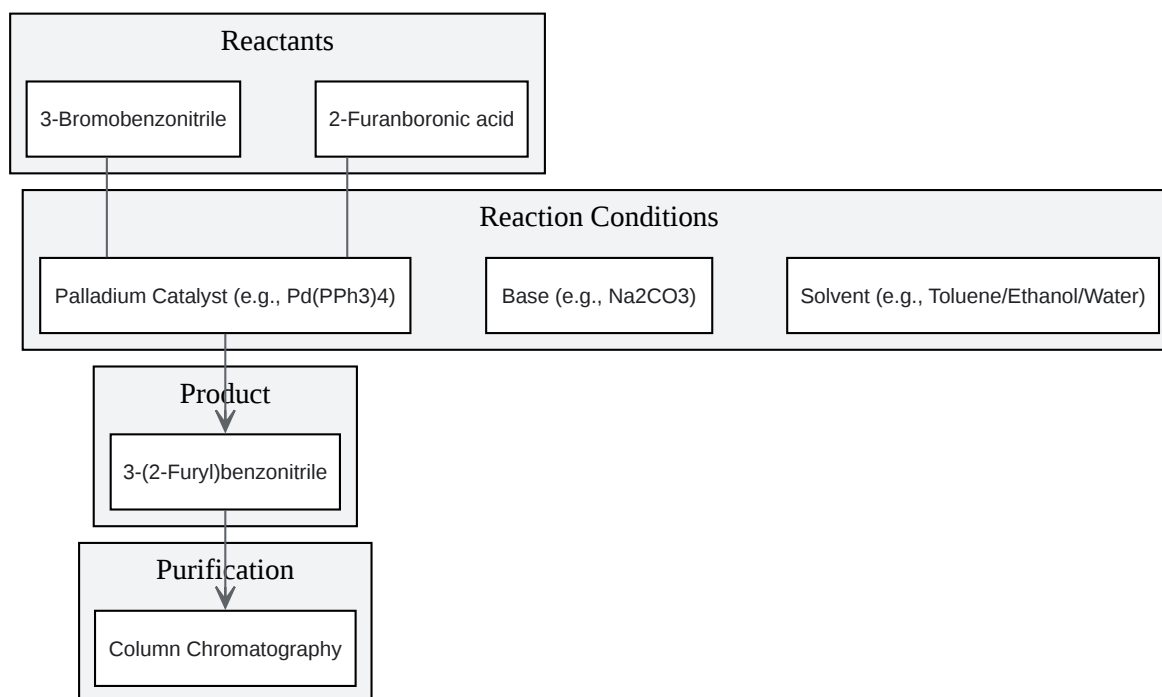 Reactants
3-Bromobenzonitrile
2-Furanboronic acid
Reaction Conditions
Palladium Catalyst (e.g., Pd(PPh3)4)
Base (e.g., Na2CO3)
Solvent (e.g., Toluene/Ethanol/Water)
Product
3-(2-Furyl)benzonitrile
Purification
Column Chromatography